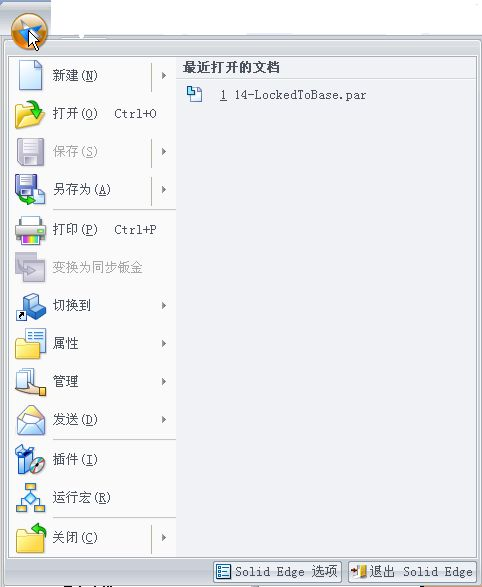 新建(N)
打开(O) Ctrl+O
保存(S)
另存为(A)
打印(P) Ctrl+P
变换为同步钣金
切换到
属性
管理
发送(D)
插件(I)
运行宏(R)
关闭(C)
最近打开的文档
1 14-LockedToBase.par
Solid Edge 选项
退出 Solid Edge